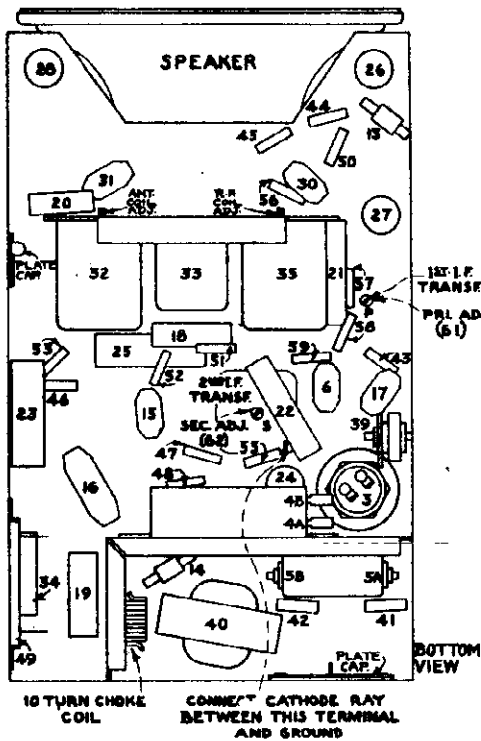 SPEAKER
28
26
44
45
13
50
31
30
20
ANT.
COIL
ADJ.
R.F.
COIL
ADJ.
56
27
PLATE
CAP.
32
33
35
21
57
1ST. I.F.
TRANSF.
P
PRI. AD
(61)
58
18
25
51
53
52
59
43
2ND I.F.
TRANSF.
23
46
15
22
6
17
SEC. ADJ. S
(62)
39
47
55
48
24
16
4B
3
4A
14
34
19
5B
5A
40
42
41
49
PLATE
CAP.
BOTTOM
VIEW
10 TURN CHOKE
COIL
CONNECT CATHODE RAY
BETWEEN THIS TERMINAL
AND GROUND